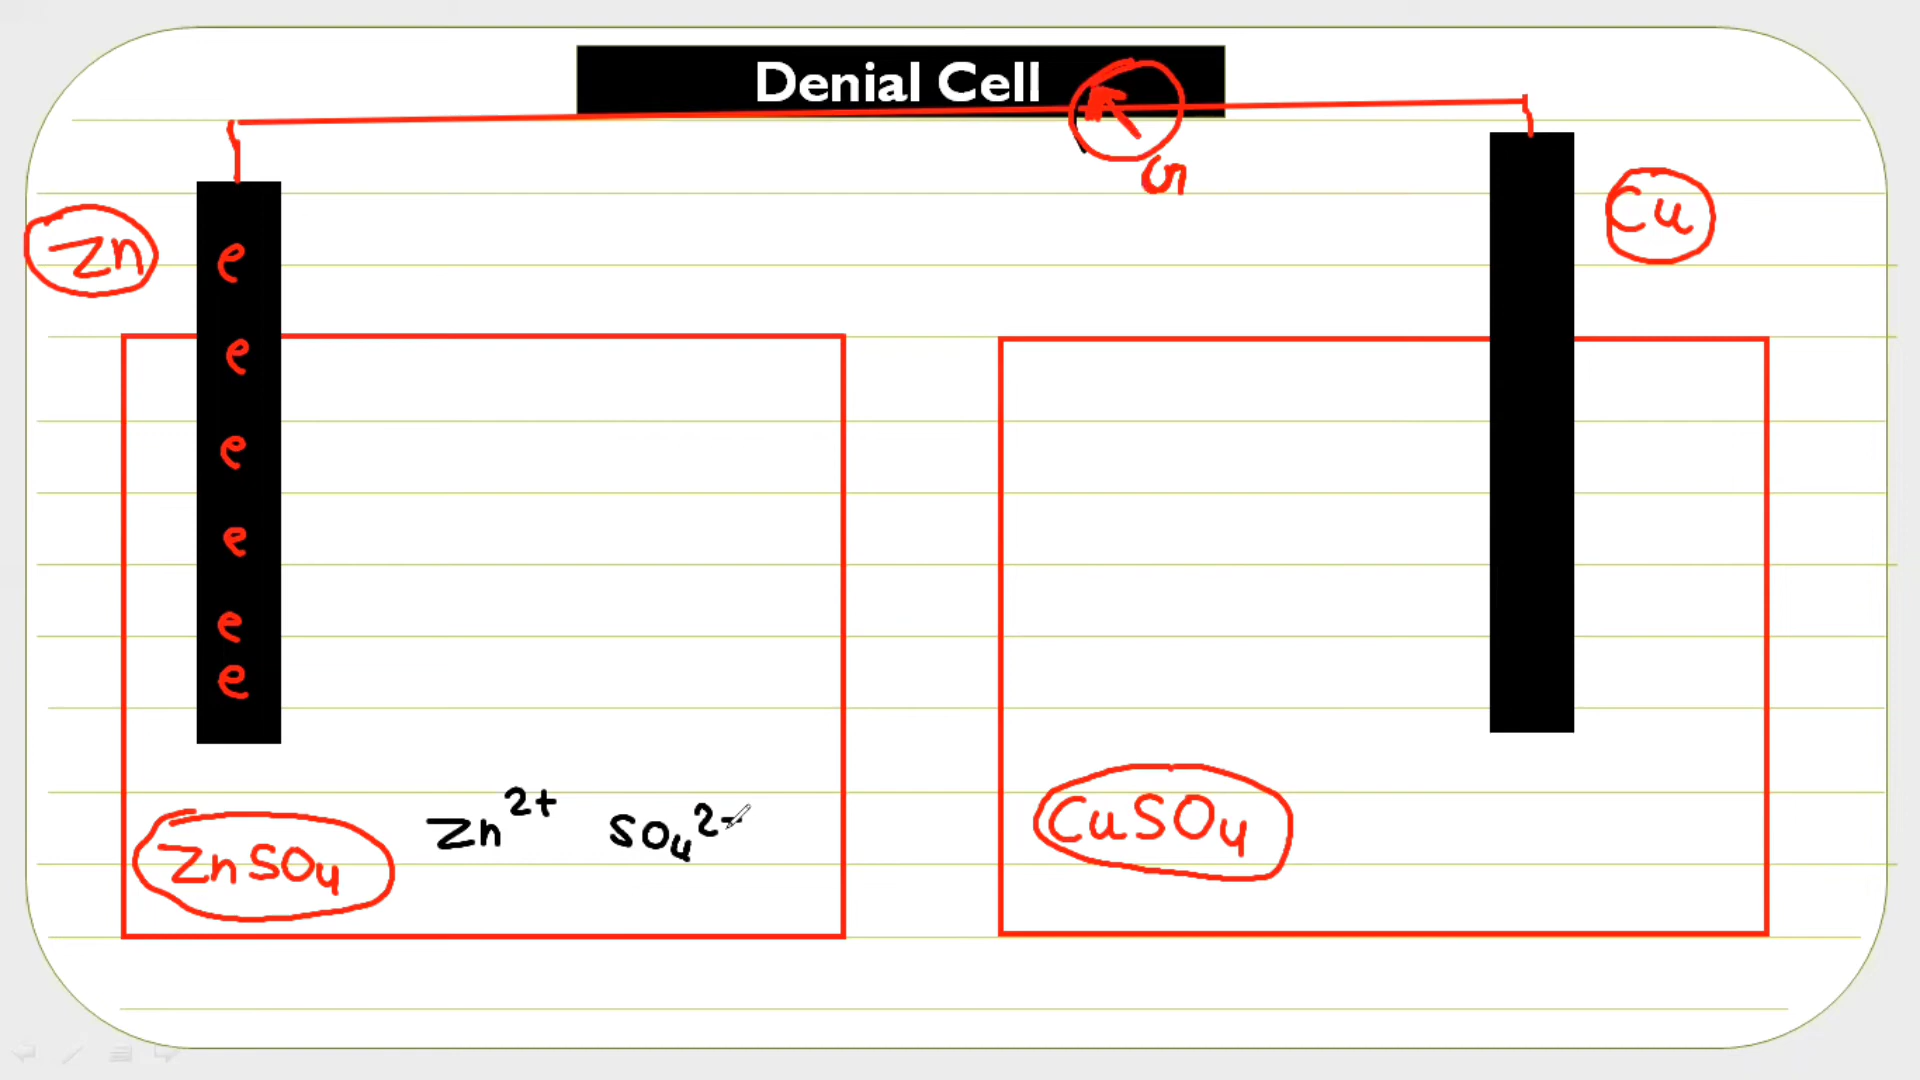 Denial Cell
G
Zn
Cu
e
e
e
e
e
e
Zn²⁺ SO₄²⁻
ZnSO₄
CuSO₄